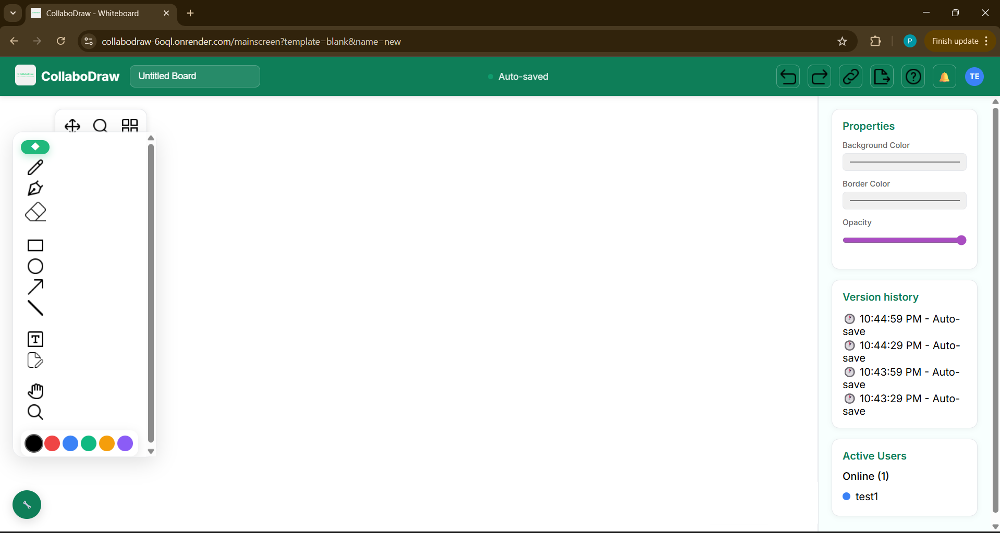 CollaboDraw - Whiteboard
collabodraw-6oql.onrender.com/mainscreen?template=blank&name=new
P
Finish update
CollaboDraw
Untitled Board
Auto-saved
TE
Properties
Background Color
Border Color
Opacity
T
Version history
10:44:59 PM - Auto-
save
10:44:29 PM - Auto-
save
10:43:59 PM - Auto-
save
10:43:29 PM - Auto-
save
Active Users
Online (1)
test1